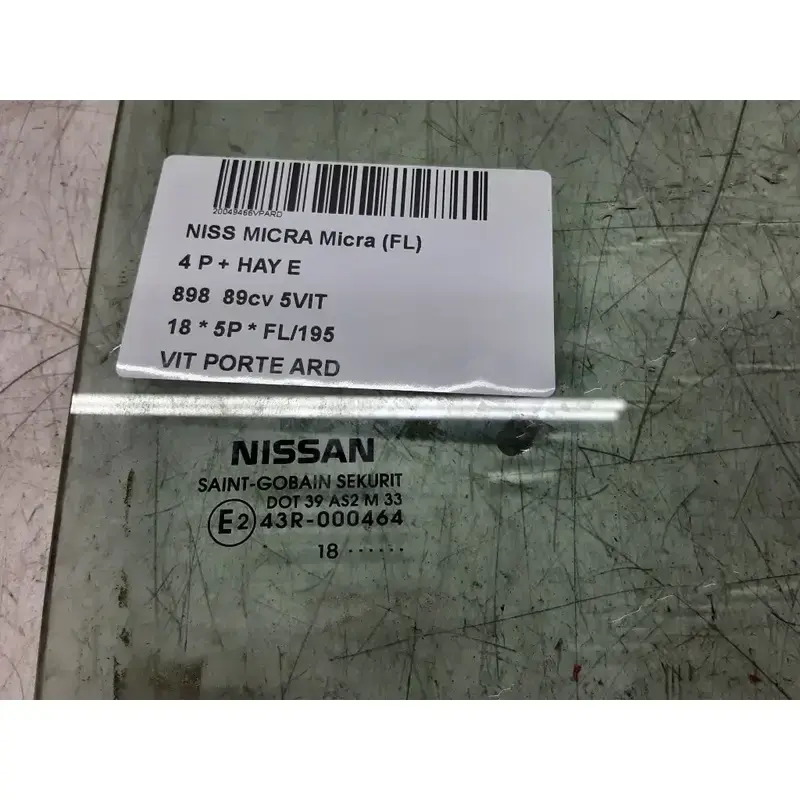 20049466VPARD
NISS MICRA Micra (FL)
4 P + HAY E
898 89cv 5VIT
18 * 5P * FL/195
VIT PORTE ARD
NISSAN
SAINT-GOBAIN SEKURIT
DOT 39 AS2 M 33
E2 43R-000464
18 ......